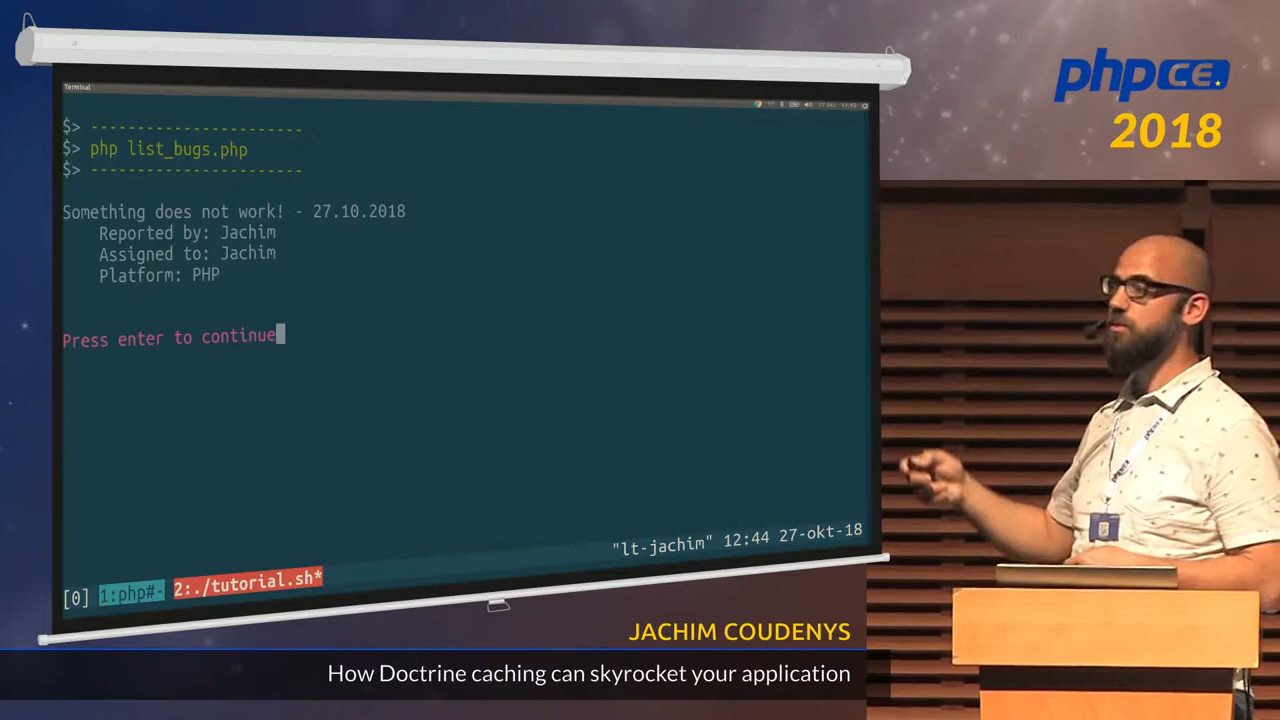 Terminal
$> -----------------------
$> php list_bugs.php
$> -----------------------
Something does not work! - 27.10.2018
Reported by: Jachim
Assigned to: Jachim
Platform: PHP
Press enter to continue
"lt-jachim" 12:44 27-okt-18
[0] 1:php#- 2:./tutorial.sh*
phpce
2018
phpce
JACHIM COUDENYS
How Doctrine caching can skyrocket your application